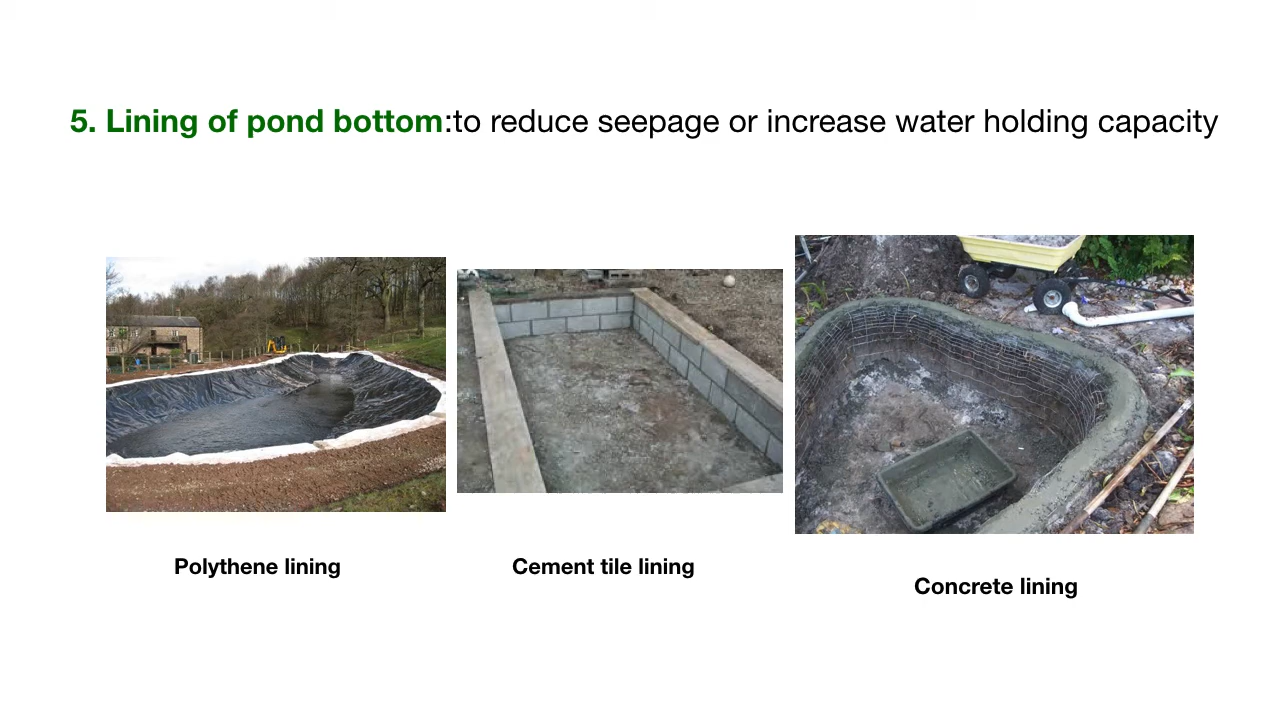 5. Lining of pond bottom:to reduce seepage or increase water holding capacity
Polythene lining
Cement tile lining
Concrete lining